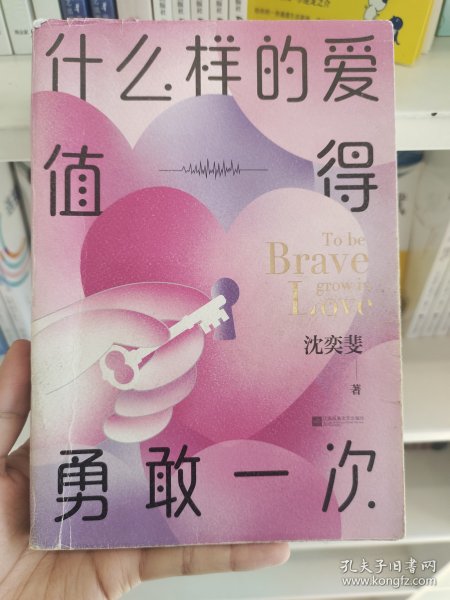 什么样的爱
值得
To be
Brave
grow in
Love
沈奕斐
著
勇敢一次
孔夫子旧书网
www.kongfz.com